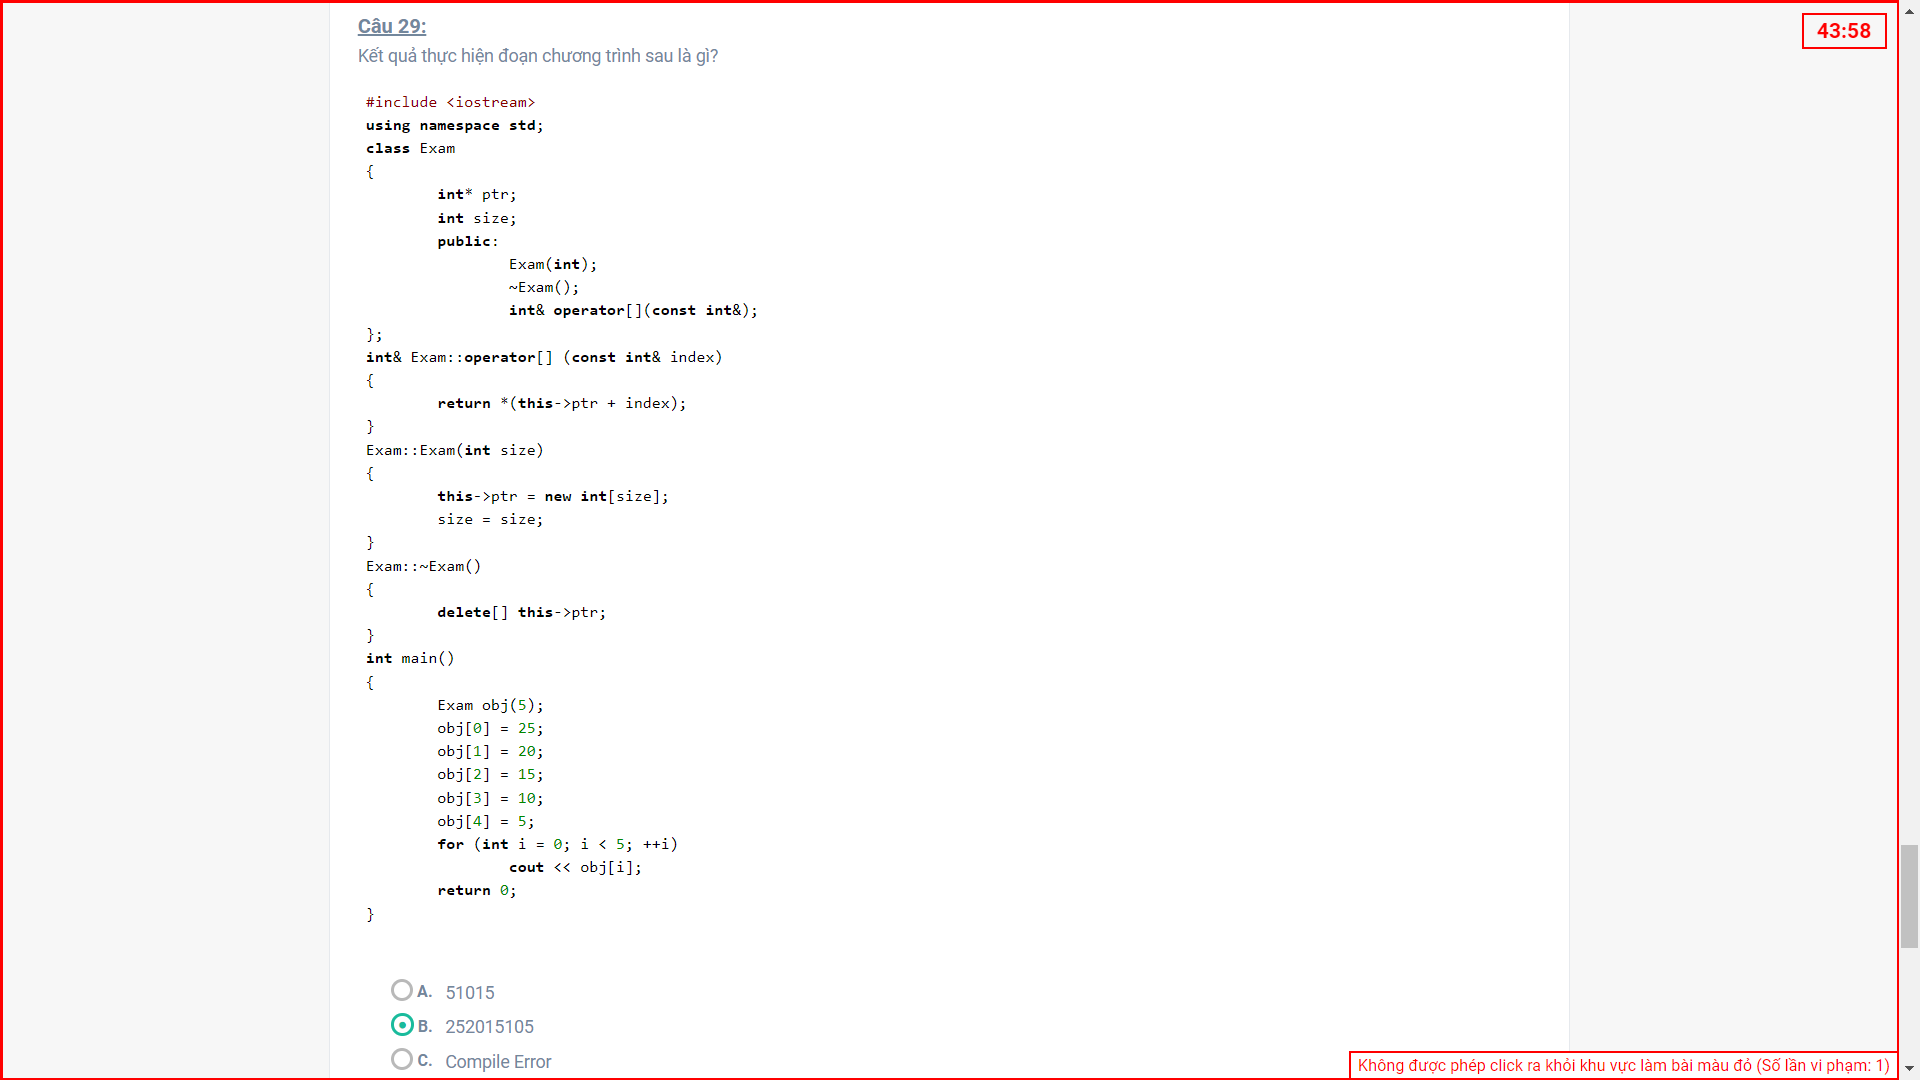 43:58
Câu 29:
Kết quả thực hiện đoạn chương trình sau là gì?
#include <iostream>
using namespace std;
class Exam
{
int* ptr;
int size;
public:
Exam(int);
~Exam();
int& operator[](const int&);
};
int& Exam::operator[] (const int& index)
{
return *(this->ptr + index);
}
Exam::Exam(int size)
{
this->ptr = new int[size];
size = size;
}
Exam::~Exam()
{
delete[] this->ptr;
}
int main()
{
Exam obj(5);
obj[0] = 25;
obj[1] = 20;
obj[2] = 15;
obj[3] = 10;
obj[4] = 5;
for (int i = 0; i < 5; ++i)
cout << obj[i];
return 0;
}
A. 51015
B. 252015105
C. Compile Error
Không được phép click ra khỏi khu vực làm bài màu đỏ (Số lần vi phạm: 1)